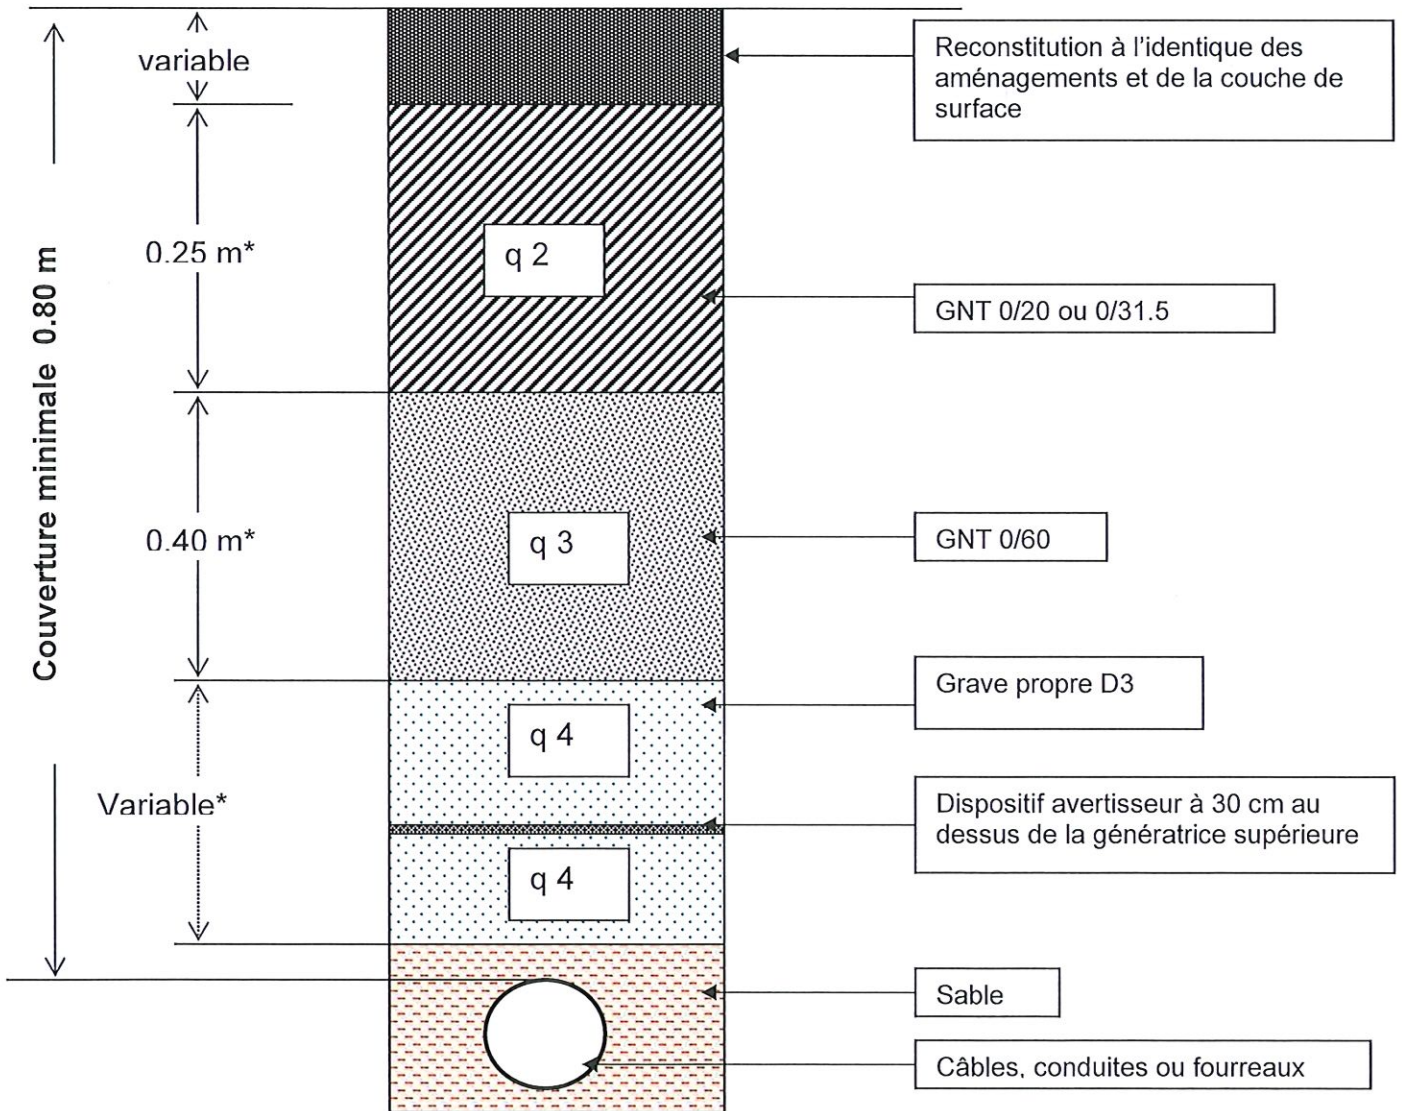 variable
Reconstitution à l'identique des
aménagements et de la couche de
surface
0.25 m*
q 2
GNT 0/20 ou 0/31.5
Couverture minimale 0.80 m
0.40 m*
q 3
GNT 0/60
Grave propre D3
q 4
Variable*
Dispositif avertisseur à 30 cm au
dessus de la génératrice supérieure
q 4
Sable
Câbles, conduites ou fourreaux